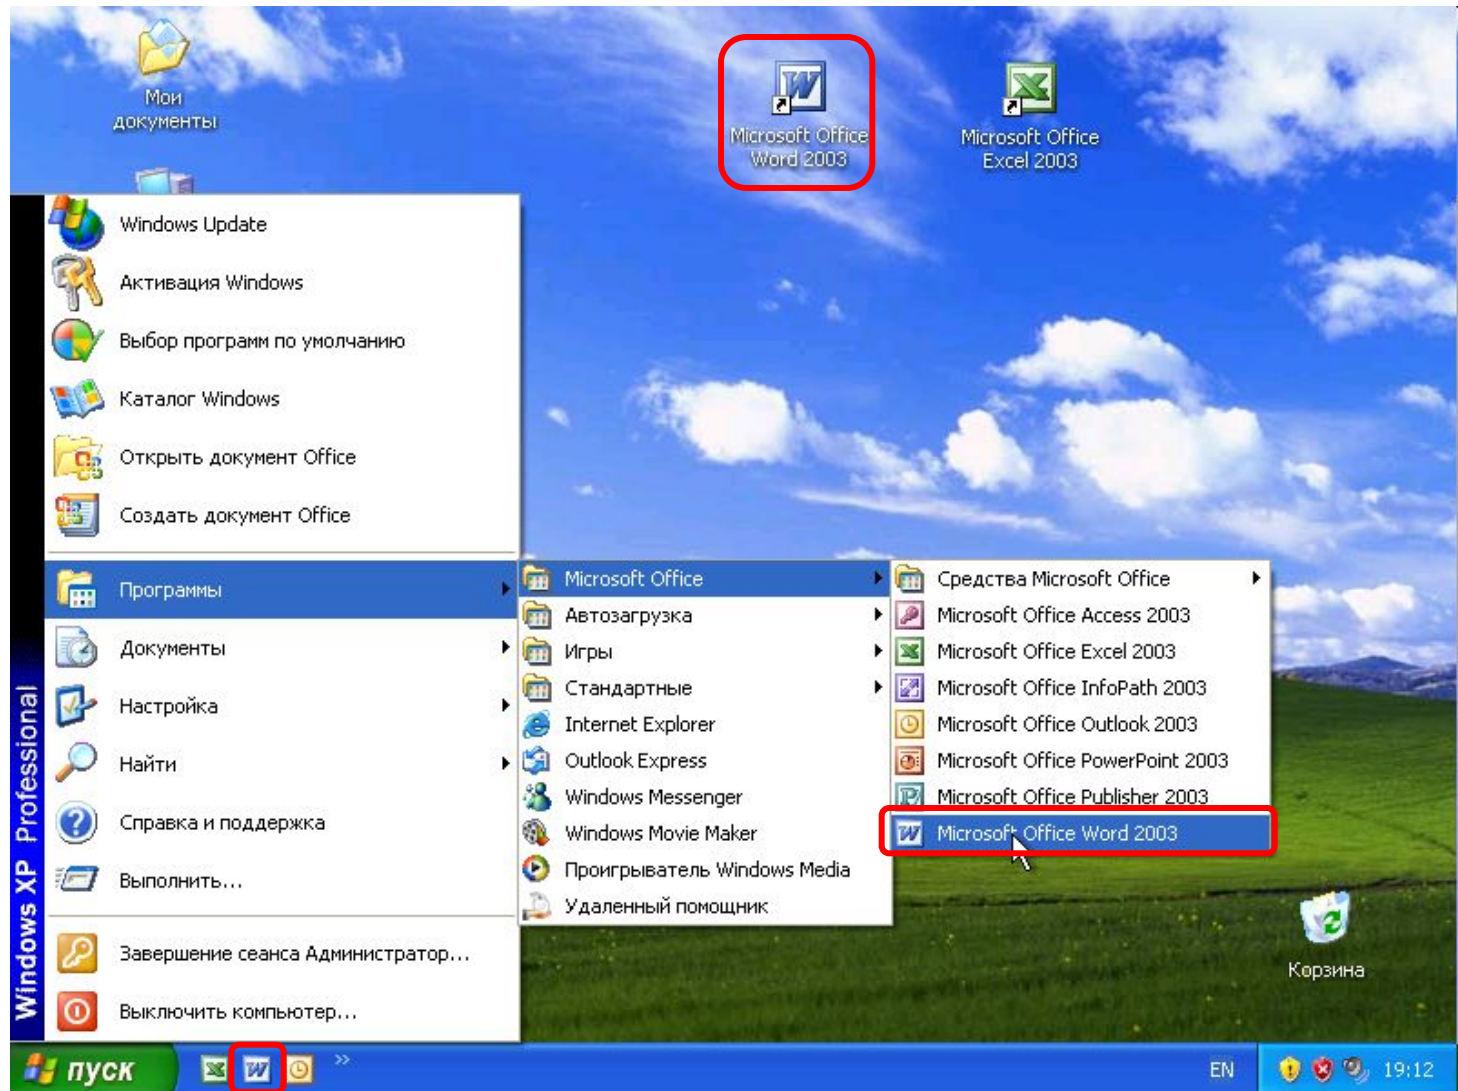 Мои
документы
Microsoft Office
Word 2003
Microsoft Office
Excel 2003
Windows Update
Активация Windows
Выбор программ по умолчанию
Каталог Windows
Открыть документ Office
Создать документ Office
Программы
Документы
Настройка
Найти
Справка и поддержка
Выполнить...
Завершение сеанса Администратор...
Выключить компьютер...
Windows XP Professional
Microsoft Office
Автозагрузка
Игры
Стандартные
Internet Explorer
Outlook Express
Windows Messenger
Windows Movie Maker
Проигрыватель Windows Media
Удаленный помощник
Средства Microsoft Office
Microsoft Office Access 2003
Microsoft Office Excel 2003
Microsoft Office InfoPath 2003
Microsoft Office Outlook 2003
Microsoft Office PowerPoint 2003
Microsoft Office Publisher 2003
Microsoft Office Word 2003
Корзина
пуск
EN
19:12